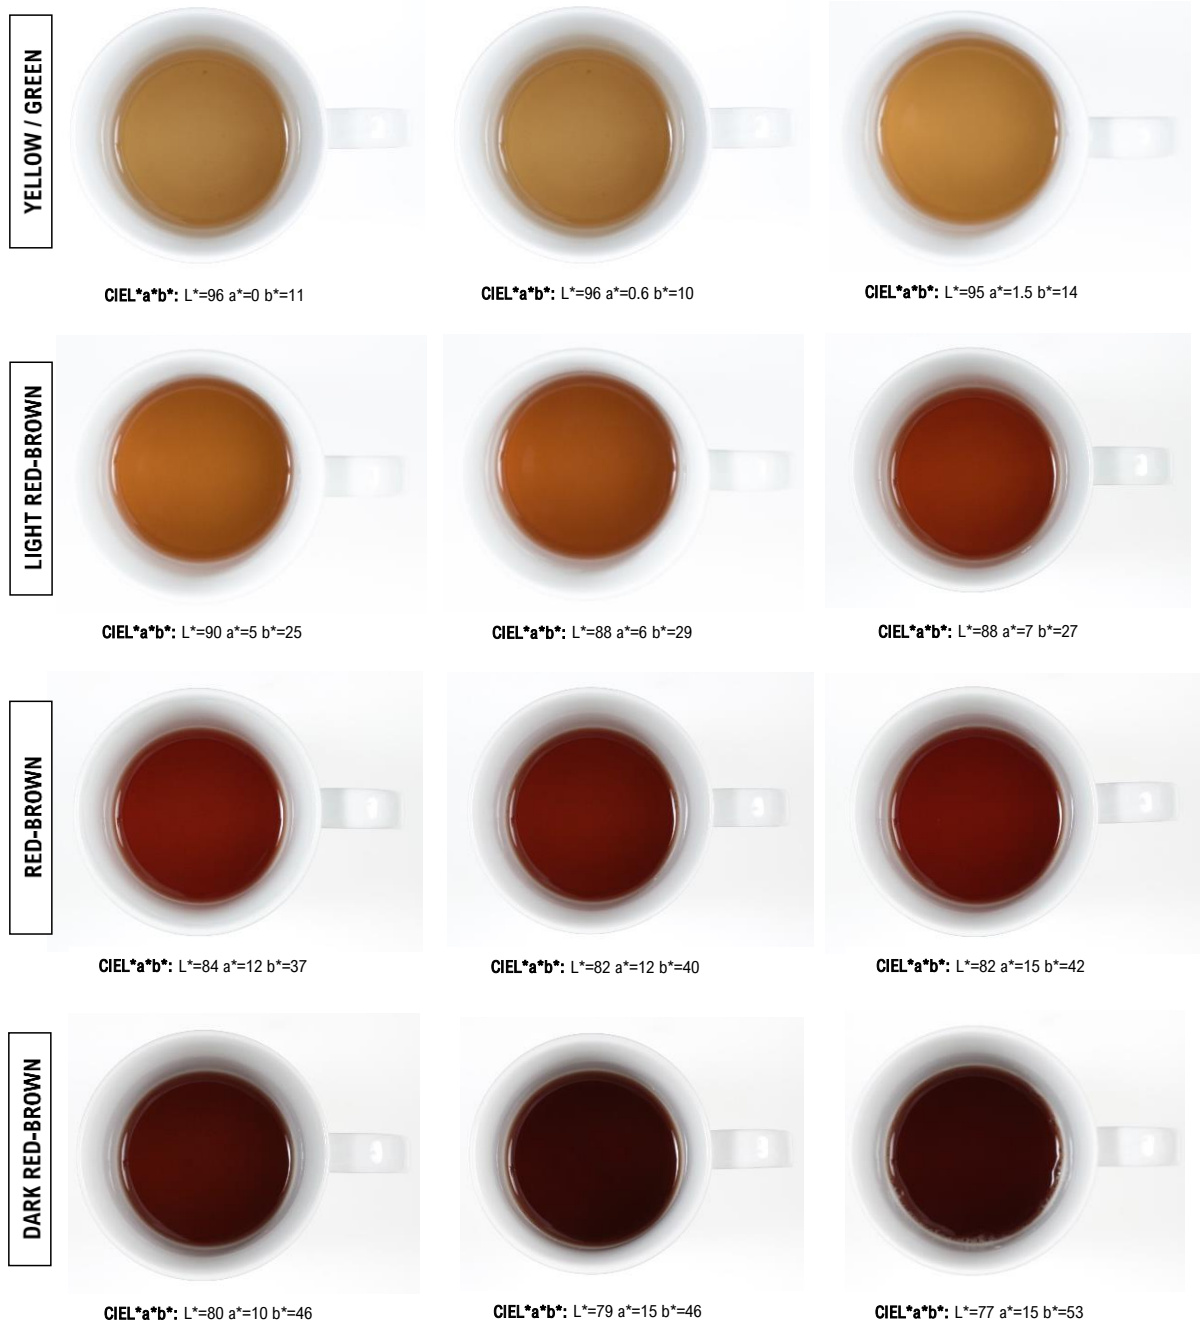 YELLOW / GREEN
CIEL*a*b*: L*=96 a*=0 b*=11
CIEL*a*b*: L*=96 a*=0.6 b*=10
CIEL*a*b*: L*=95 a*=1.5 b*=14
LIGHT RED-BROWN
CIEL*a*b*: L*=90 a*=5 b*=25
CIEL*a*b*: L*=88 a*=6 b*=29
CIEL*a*b*: L*=88 a*=7 b*=27
RED-BROWN
CIEL*a*b*: L*=84 a*=12 b*=37
CIEL*a*b*: L*=82 a*=12 b*=40
CIEL*a*b*: L*=82 a*=15 b*=42
DARK RED-BROWN
CIEL*a*b*: L*=80 a*=10 b*=46
CIEL*a*b*: L*=79 a*=15 b*=46
CIEL*a*b*: L*=77 a*=15 b*=53